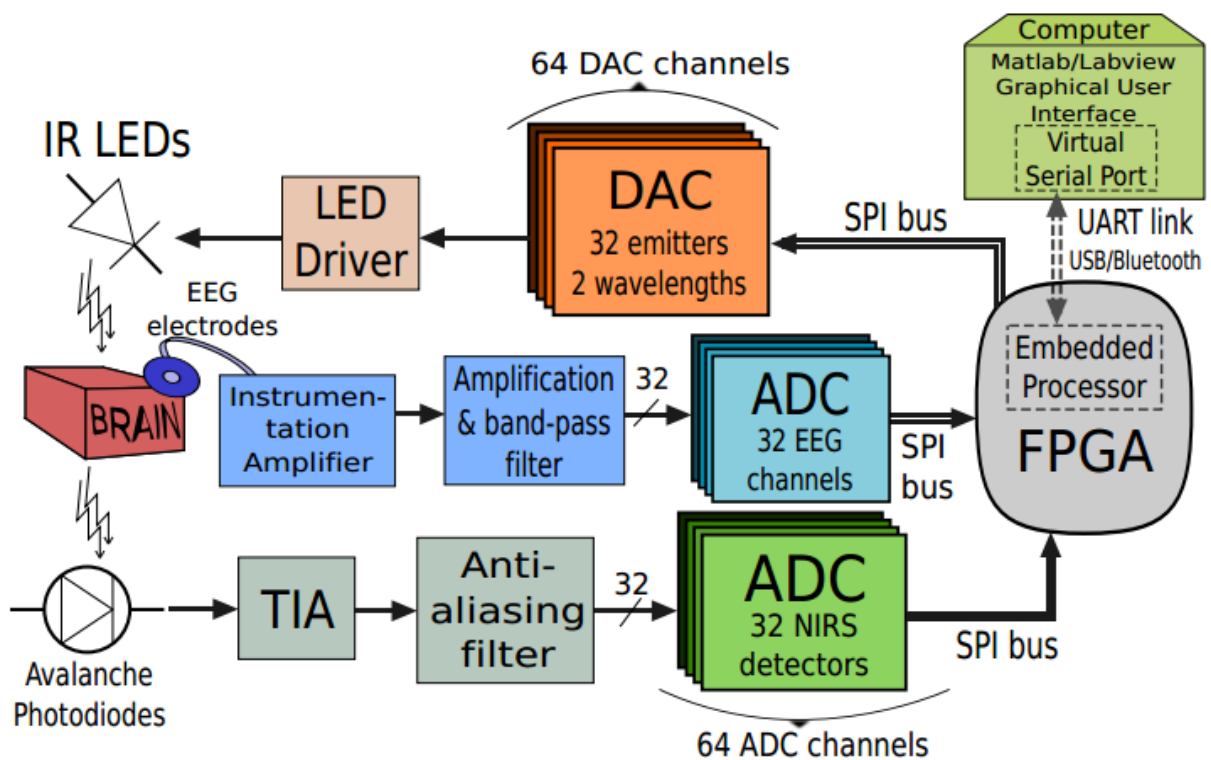 Computer
Matlab/Labview
Graphical User
Interface
Virtual
Serial Port
64 DAC channels
IR LEDs
LED
Driver
DAC
32 emitters
2 wavelengths
SPI bus
UART link
USB/Bluetooth
EEG
electrodes
BRAIN
Instrumen-
tation
Amplifier
Amplification
& band-pass
filter
32
ADC
32 EEG
channels
SPI
bus
Embedded
Processor
FPGA
Avalanche
Photodiodes
TIA
Anti-
aliasing
filter
32
ADC
32 NIRS
detectors
SPI bus
64 ADC channels